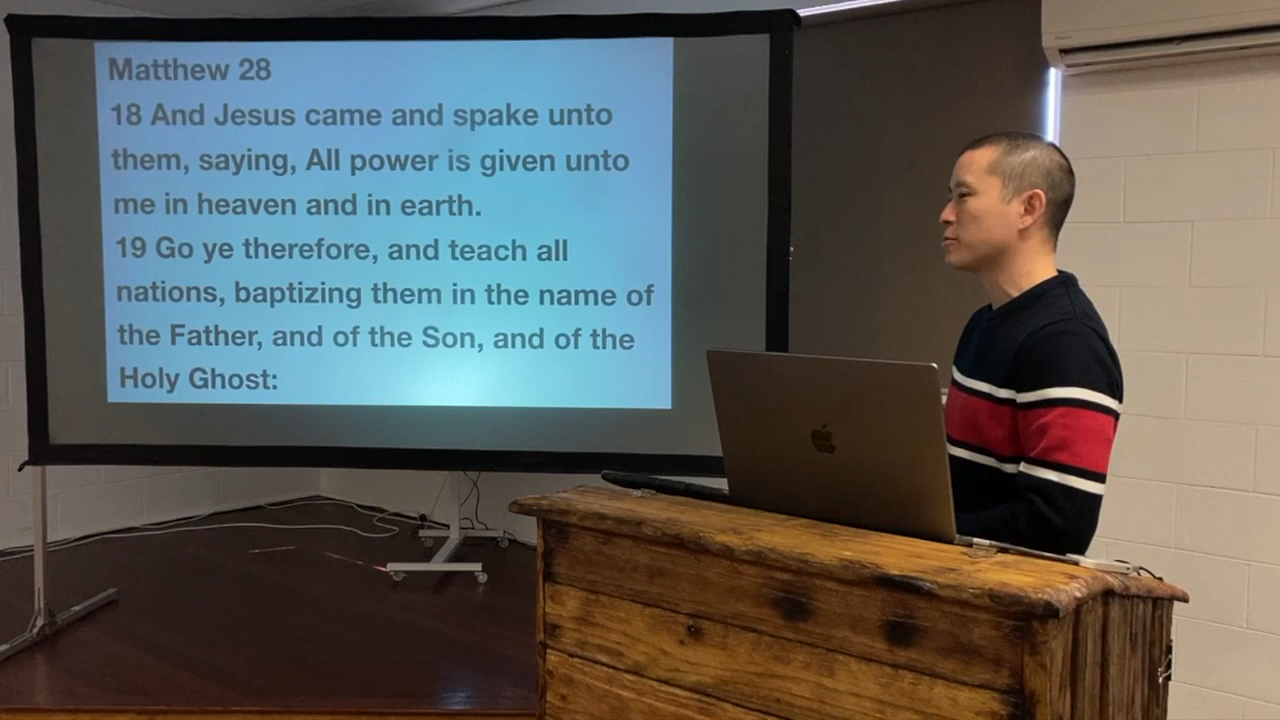 Matthew 28
18 And Jesus came and spake unto
them, saying, All power is given unto
me in heaven and in earth.
19 Go ye therefore, and teach all
nations, baptizing them in the name of
the Father, and of the Son, and of the
Holy Ghost: